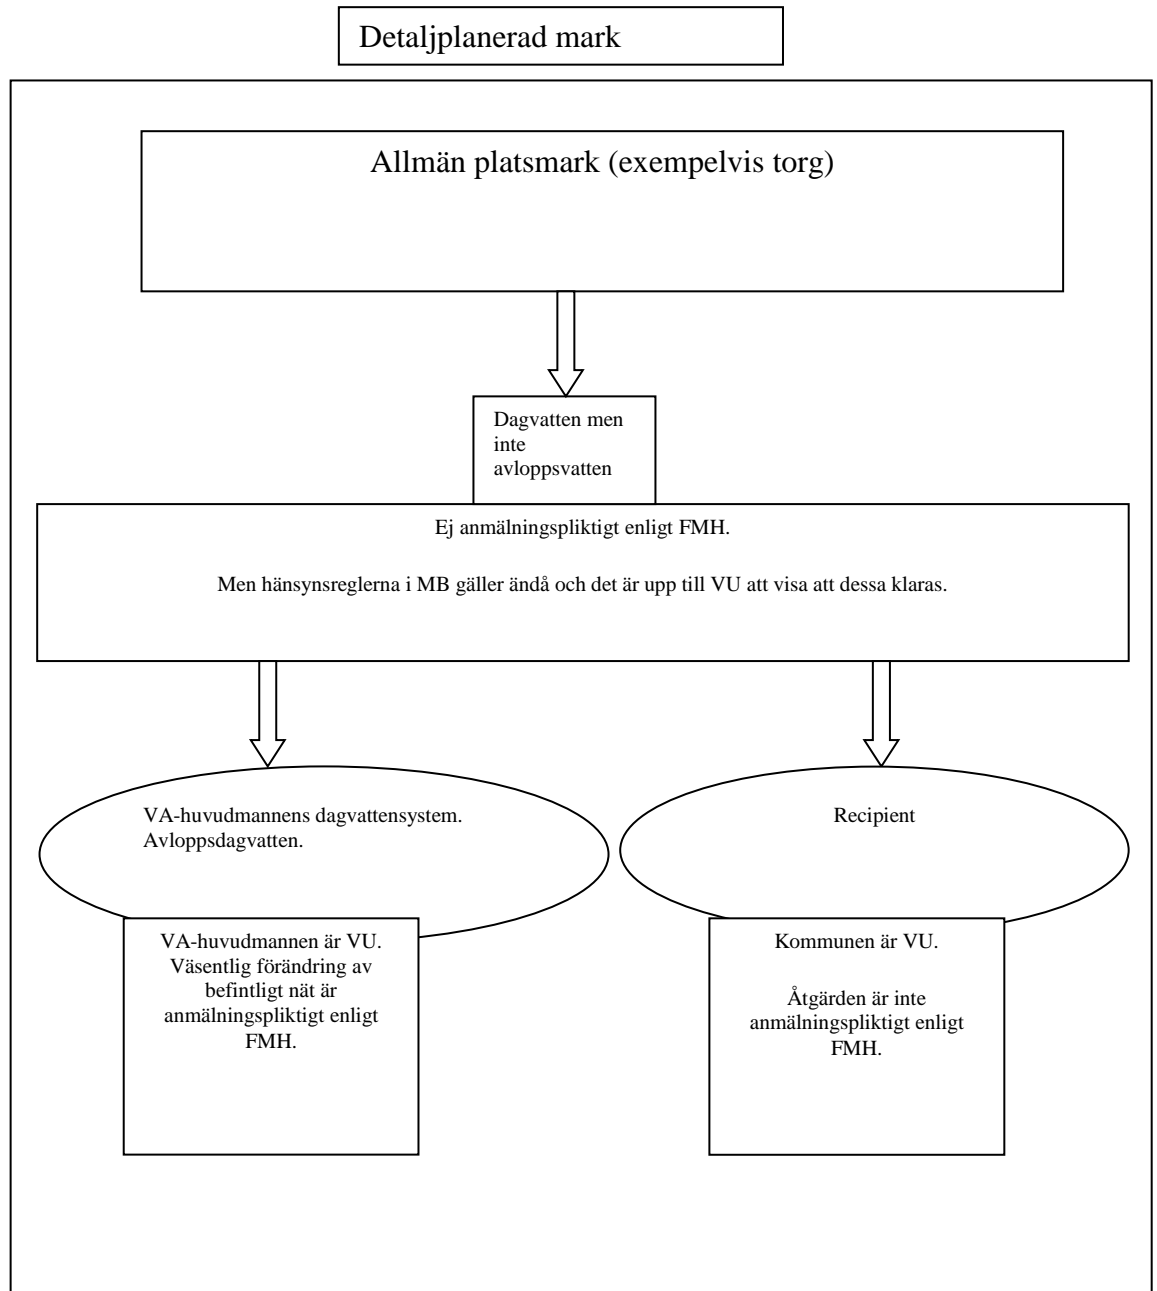 Detaljplanerad mark
Allmän platsmark (exempelvis torg)
Dagvatten men
inte
avloppsvatten
Ej anmälningspliktigt enligt FMH.
Men hänsynsreglerna i MB gäller ändå och det är upp till VU att visa att dessa klaras.
VA-huvudmannens dagvattensystem.
Avloppsdagvatten.
Recipient
VA-huvudmannen är VU.
Väsentlig förändring av
befintligt nät är
anmälningspliktigt enligt
FMH.
Kommunen är VU.
Åtgärden är inte
anmälningspliktigt enligt
FMH.